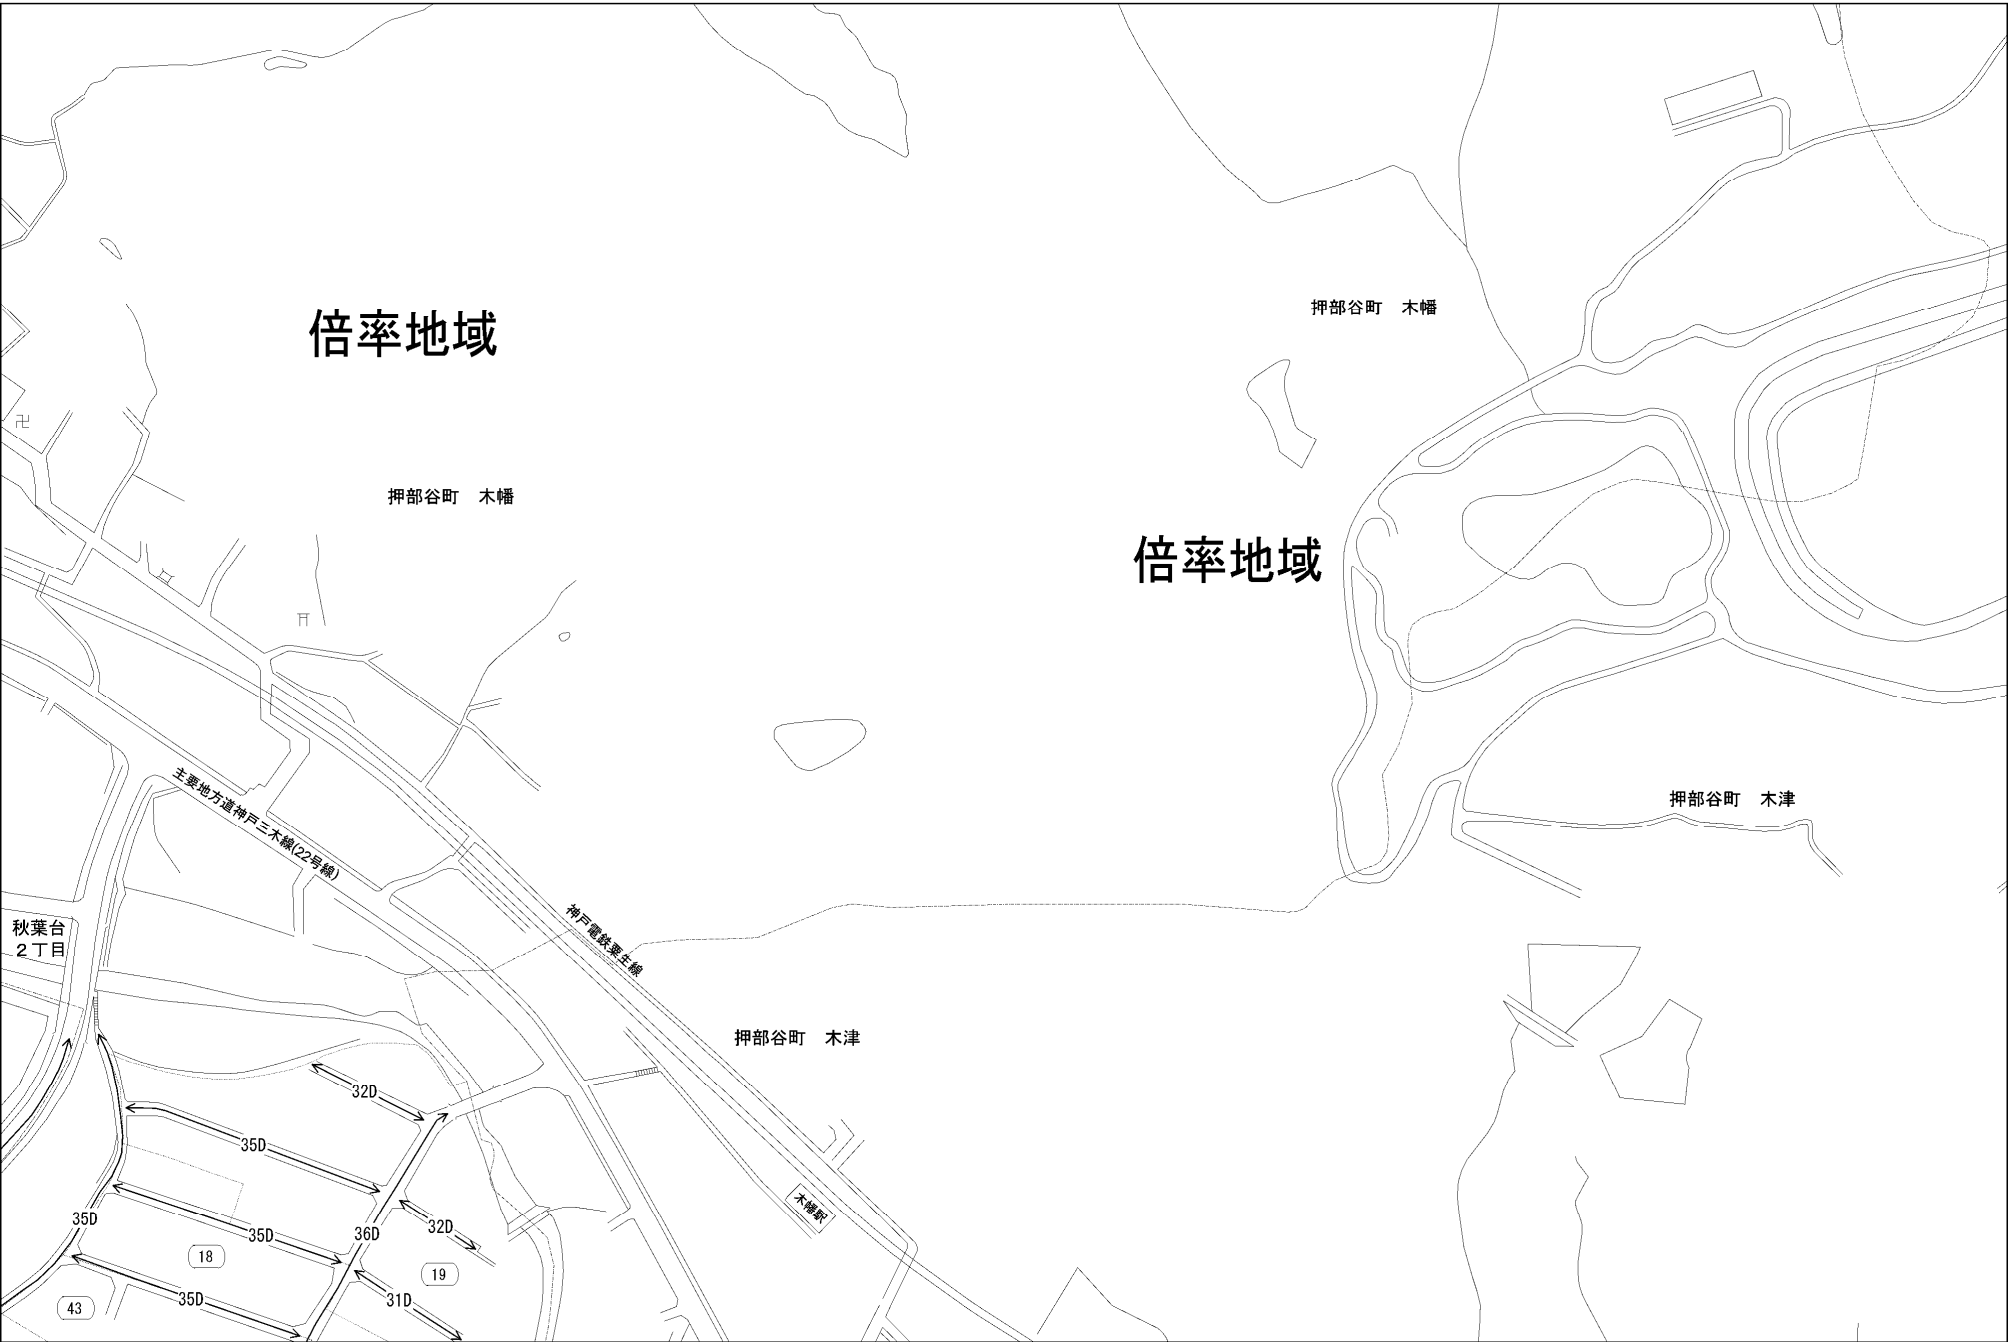 押部谷町　木幡
倍率地域
押部谷町　木幡
倍率地域
主要地方道神戸三木線(22号線)
押部谷町　木津
秋葉台
２丁目
神戸電鉄粟生線
押部谷町　木津
32D
35D
木幡駅
35D
32D
35D
36D
18
19
35D
31D
43